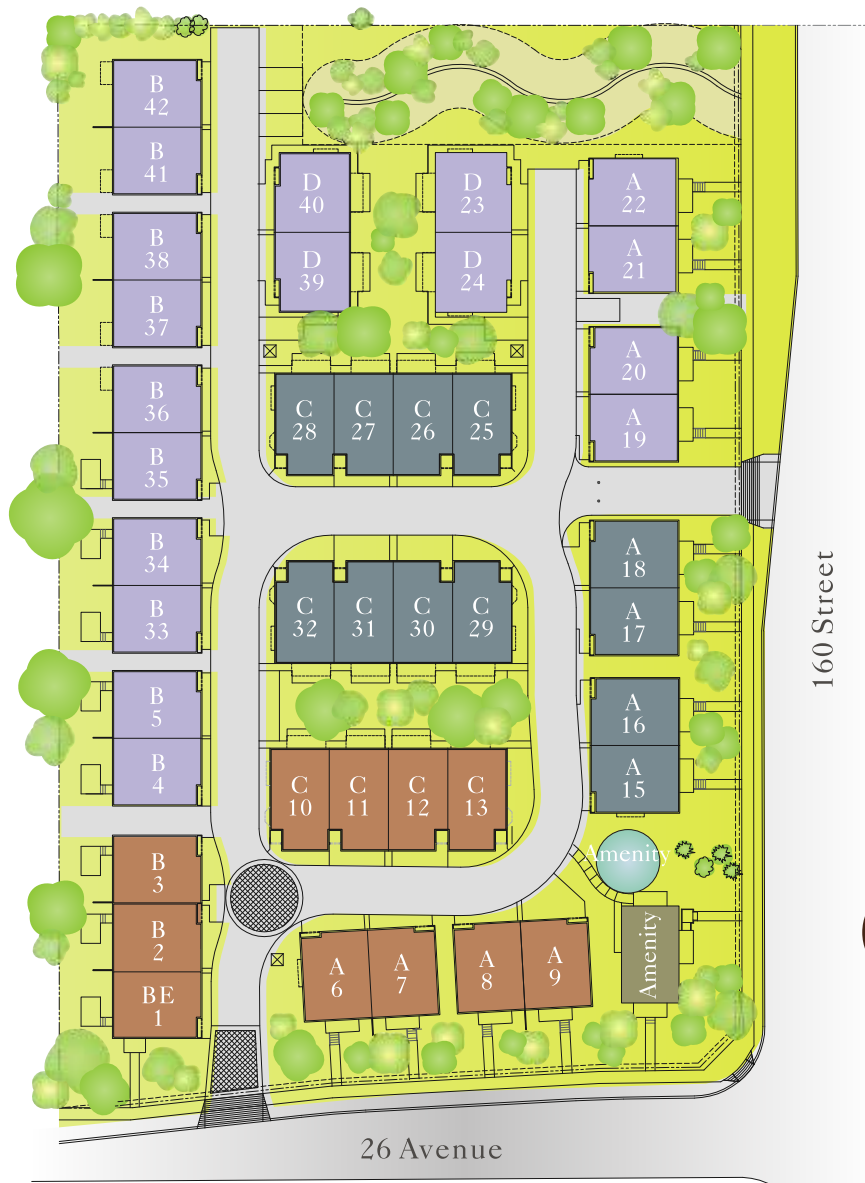 B
42
B
41
D
40
D
23
A
22
B
38
D
39
D
24
A
21
B
37
A
20
B
36
C
28
C
27
C
26
C
25
A
19
B
35
B
34
A
18
B
33
C
32
C
31
C
30
C
29
A
17
160 Street
B
5
A
16
B
4
C
10
C
11
C
12
C
13
A
15
B
3
Amenity
B
2
A
6
A
7
A
8
A
9
Amenity
BE
1
26 Avenue